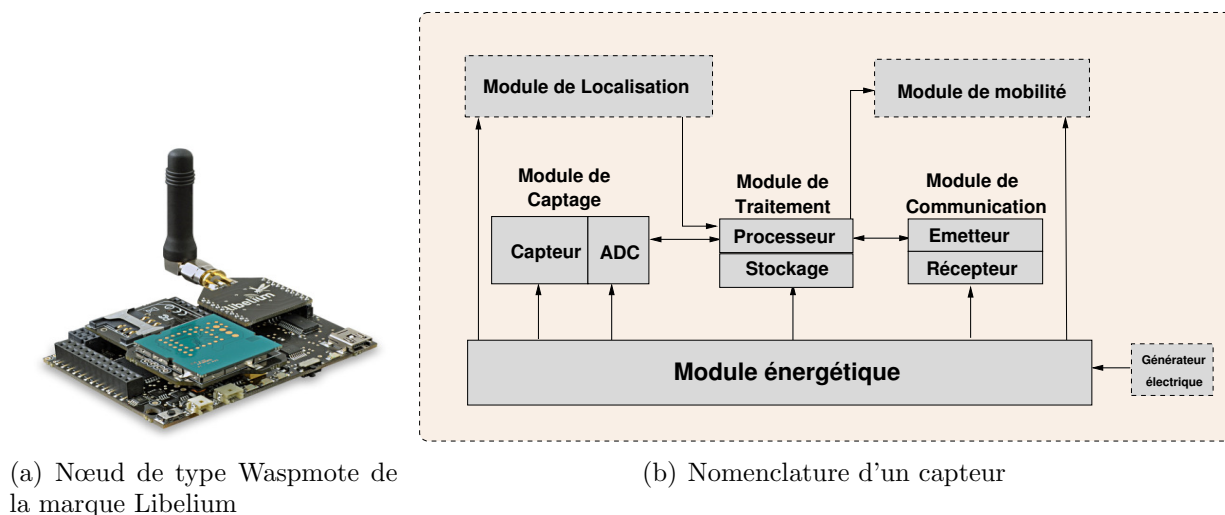 libelium
Module de Localisation
Module de mobilité
Module de
Captage
Module de
Traitement
Module de
Communication
Capteur
ADC
Processeur
Stockage
Emetteur
Récepteur
Module énergétique
Générateur
électrique
(a) Nœud de type Waspmote de
la marque Libelium
(b) Nomenclature d'un capteur